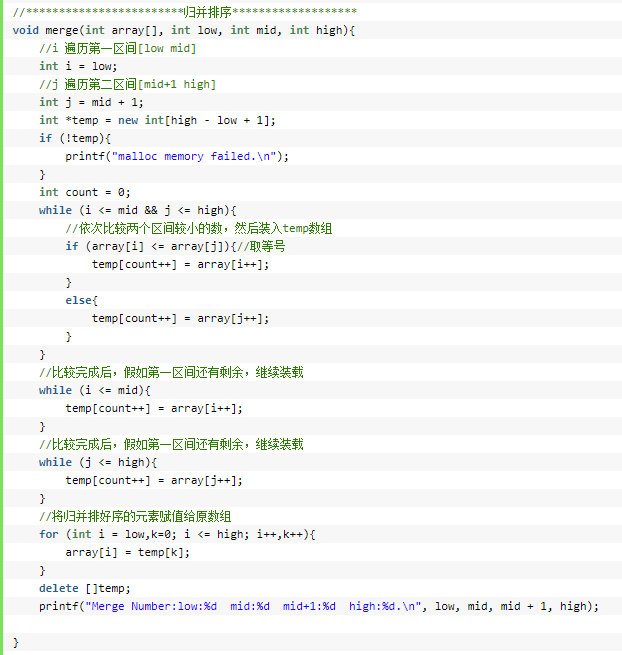 //************************归并排序*******************
void merge(int array[], int low, int mid, int high){
    //i 遍历第一区间[low mid]
    int i = low;
    //j 遍历第二区间[mid+1 high]
    int j = mid + 1;
    int *temp = new int[high - low + 1];
    if (!temp){
        printf("malloc memory failed.\n");
    }
    int count = 0;
    while (i <= mid && j <= high){
        //依次比较两个区间较小的数，然后装入temp数组
        if (array[i] <= array[j]){//取等号
            temp[count++] = array[i++];
        }
        else{
            temp[count++] = array[j++];
        }
    }
    //比较完成后，假如第一区间还有剩余，继续装载
    while (i <= mid){
        temp[count++] = array[i++];
    }
    //比较完成后，假如第一区间还有剩余，继续装载
    while (j <= high){
        temp[count++] = array[j++];
    }
    //将归并排好序的元素赋值给原数组
    for (int i = low,k=0; i <= high; i++,k++){
        array[i] = temp[k];
    }
    delete []temp;
    printf("Merge Number:low:%d  mid:%d  mid+1:%d  high:%d.\n", low, mid, mid + 1, high);
}